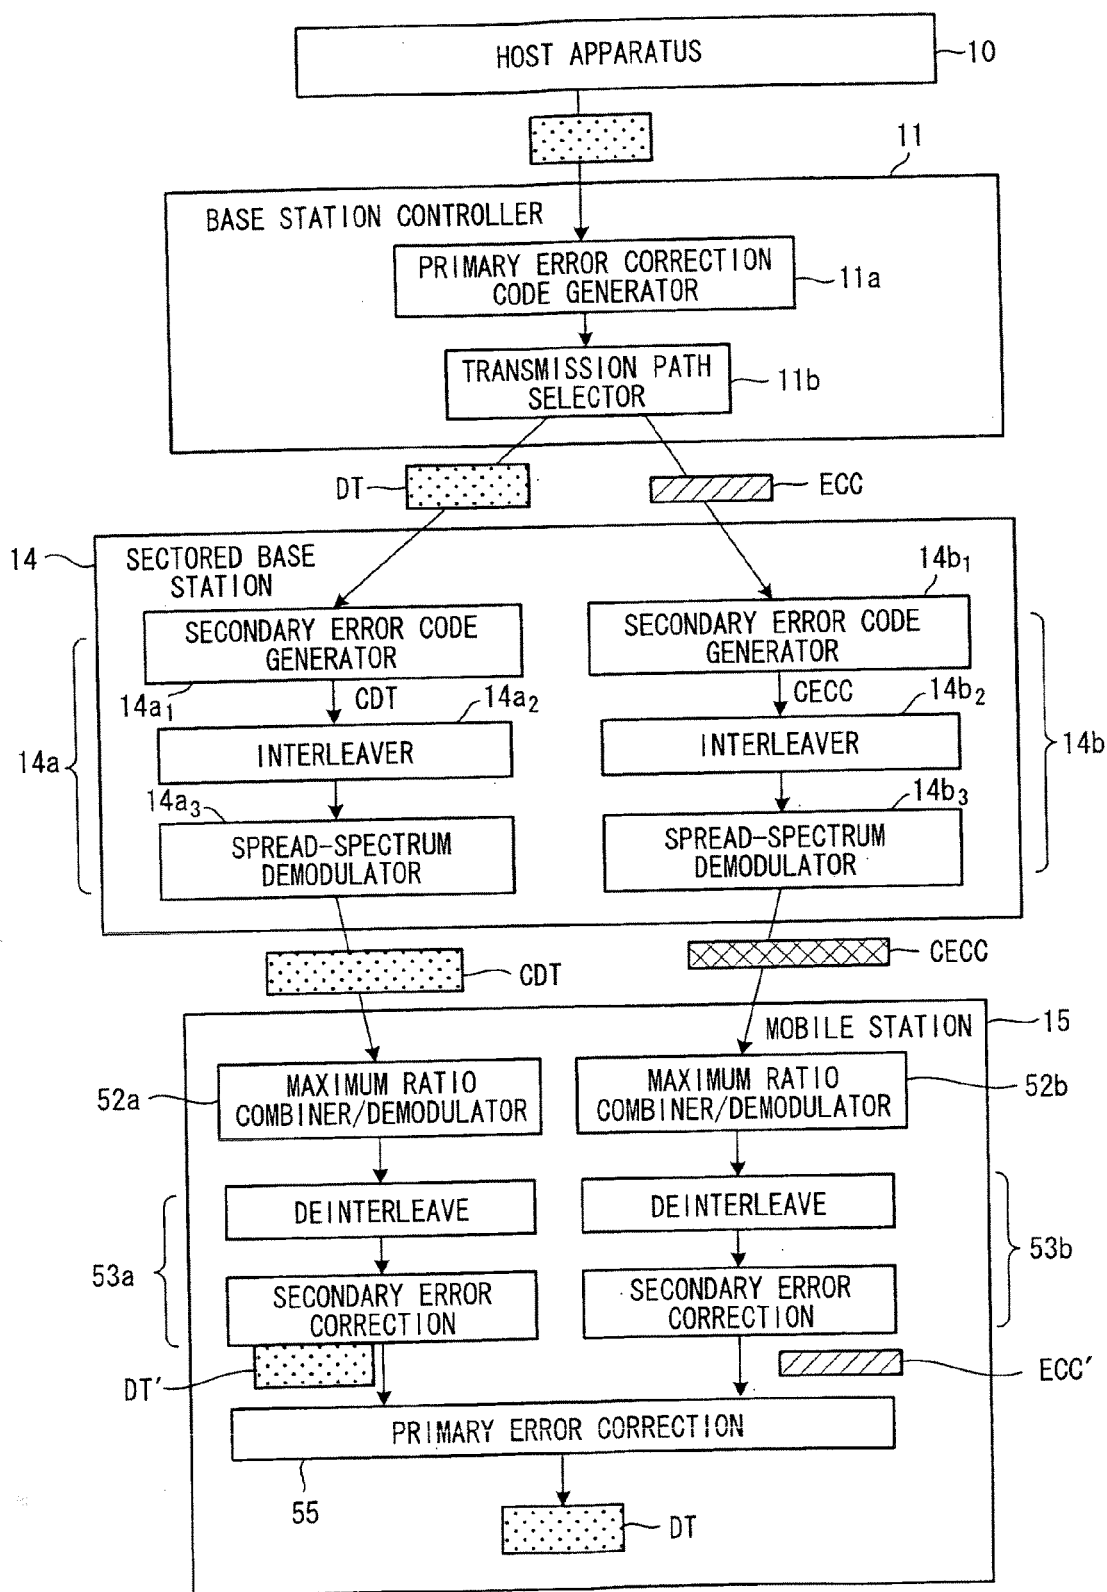 HOST APPARATUS
10
11
BASE STATION CONTROLLER
PRIMARY ERROR CORRECTION
CODE GENERATOR
11a
TRANSMISSION PATH
SELECTOR
11b
DT
ECC
14
SECTORED BASE
STATION
14b1
SECONDARY ERROR CODE
GENERATOR
SECONDARY ERROR CODE
GENERATOR
14a1
CDT
14a2
CECC
14b2
14a
INTERLEAVER
INTERLEAVER
14b
14a3
14b3
SPREAD-SPECTRUM
DEMODULATOR
SPREAD-SPECTRUM
DEMODULATOR
CDT
CECC
MOBILE STATION
15
52a
MAXIMUM RATIO
COMBINER/DEMODULATOR
MAXIMUM RATIO
COMBINER/DEMODULATOR
52b
DEINTERLEAVE
DEINTERLEAVE
53a
53b
SECONDARY ERROR
CORRECTION
SECONDARY ERROR
CORRECTION
DT'
ECC'
PRIMARY ERROR CORRECTION
55
DT